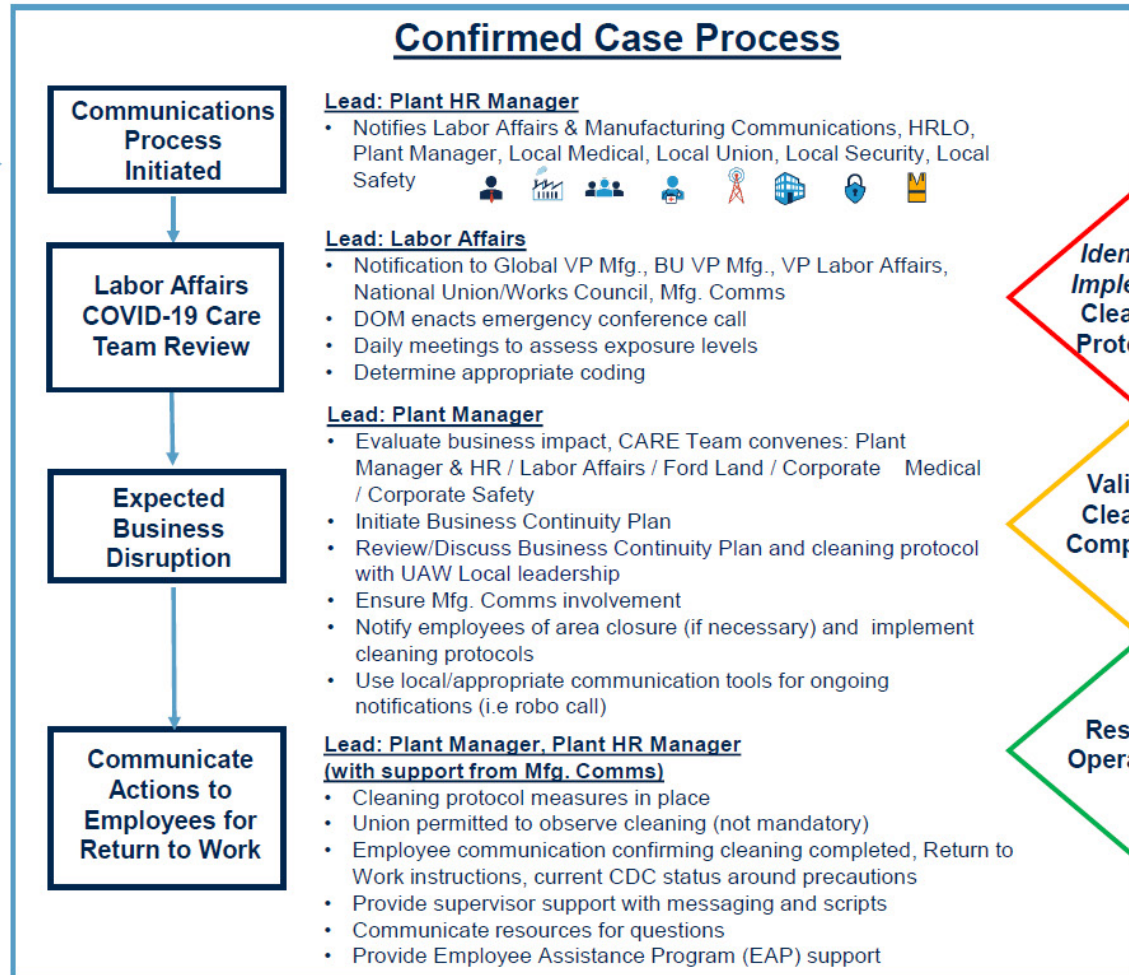 Confirmed Case Process
Communications
Process
Initiated
Lead: Plant HR Manager
• Notifies Labor Affairs & Manufacturing Communications, HRLO,
Plant Manager, Local Medical, Local Union, Local Security, Local
Safety
Labor Affairs
COVID-19 Care
Team Review
Lead: Labor Affairs
• Notification to Global VP Mfg., BU VP Mfg., VP Labor Affairs,
National Union/Works Council, Mfg. Comms
• DOM enacts emergency conference call
• Daily meetings to assess exposure levels
• Determine appropriate coding
Expected
Business
Disruption
Lead: Plant Manager
• Evaluate business impact, CARE Team convenes: Plant
Manager & HR / Labor Affairs / Ford Land / Corporate Medical
/ Corporate Safety
• Initiate Business Continuity Plan
• Review/Discuss Business Continuity Plan and cleaning protocol
with UAW Local leadership
• Ensure Mfg. Comms involvement
• Notify employees of area closure (if necessary) and implement
cleaning protocols
• Use local/appropriate communication tools for ongoing
notifications (i.e robo call)
Communicate
Actions to
Employees for
Return to Work
Lead: Plant Manager, Plant HR Manager
(with support from Mfg. Comms)
• Cleaning protocol measures in place
• Union permitted to observe cleaning (not mandatory)
• Employee communication confirming cleaning completed, Return to
Work instructions, current CDC status around precautions
• Provide supervisor support with messaging and scripts
• Communicate resources for questions
• Provide Employee Assistance Program (EAP) support